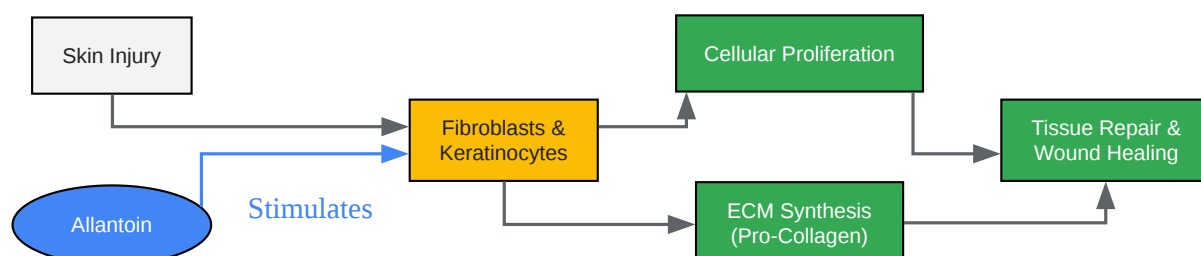 Skin Injury
Cellular Proliferation
Fibroblasts &
Keratinocytes
Tissue Repair &
Wound Healing
Allantoin
Stimulates
ECM Synthesis
(Pro-Collagen)